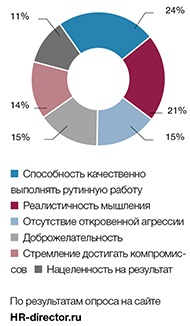 11%
24%
14%
21%
15%
15%
Способность качественно
выполнять рутинную работу
Реалистичность мышления
Отсутствие откровенной агрессии
Доброжелательность
Стремление достигать компромис-
сов Нацеленность на результат
По результатам опроса на сайте
HR-director.ru